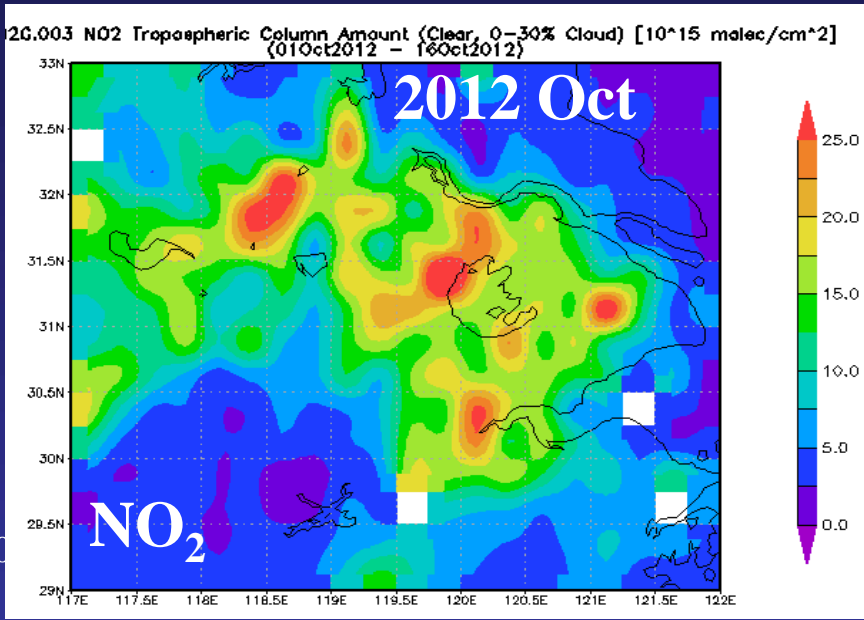 2G.003 NO2 Tropospheric Column Amount (Clear, 0-30% Cloud) [10^15 molec/cm^2]
(01Oct2012 - 16Oct2012)
2012 Oct
33N
32.5N
32N
31.5N
31N
30.5N
30N
29.5N
29N
NO2
117E 117.5E 118E 118.5E 119E 119.5E 120E 120.5E 121E 121.5E 122E
25.0
20.0
15.0
10.0
5.0
0.0